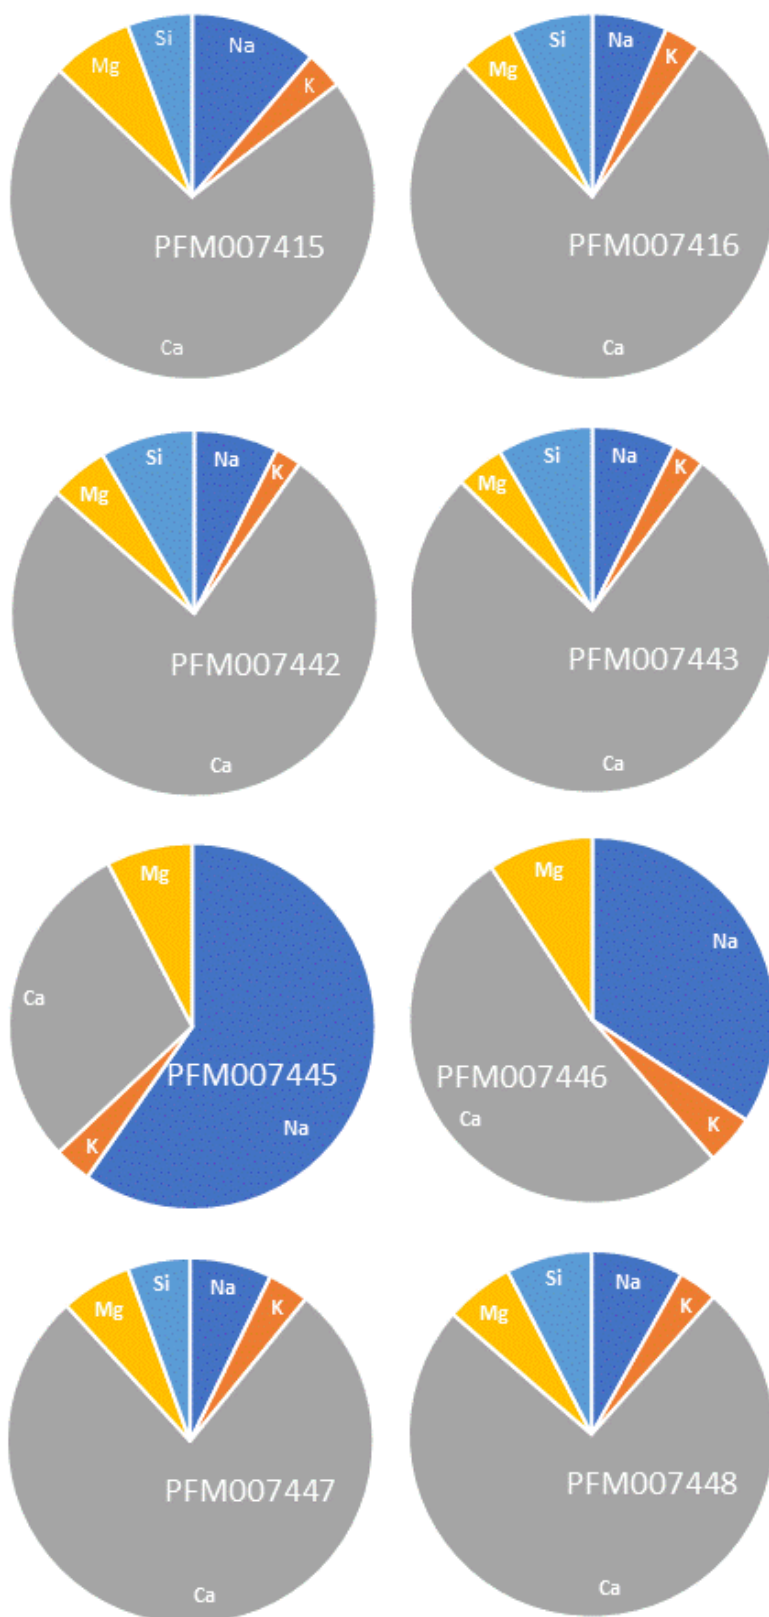 Mg Si Na K
PFM007415
Ca
Mg Si Na K
PFM007416
Ca
Mg Si Na K
PFM007442
Ca
Mg Si Na K
PFM007443
Ca
Mg
Ca
PFM007445
K Na
Mg
Na
PFM007446
Ca K
Mg Si Na K
PFM007447
Ca
Mg Si Na K
PFM007448
Ca